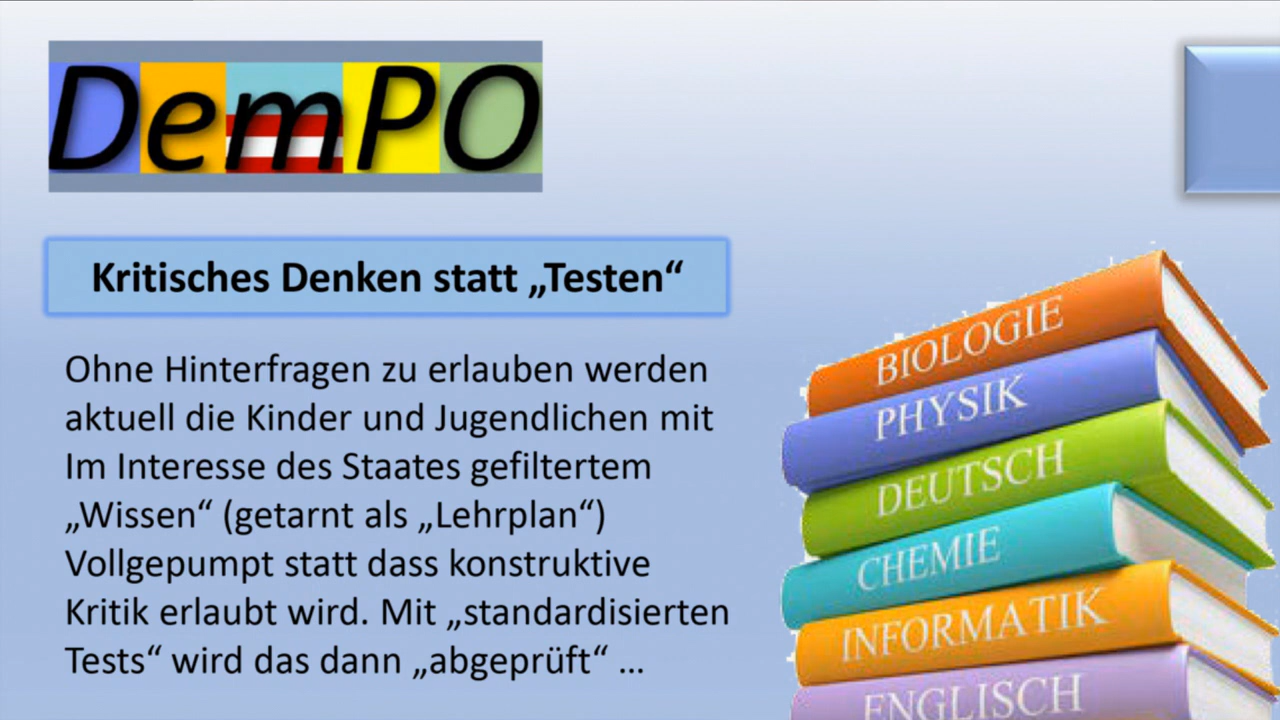 DemPO
Kritisches Denken statt „Testen“
Ohne Hinterfragen zu erlauben werden
aktuell die Kinder und Jugendlichen mit
Im Interesse des Staates gefiltertem
„Wissen“ (getarnt als „Lehrplan“)
Vollgepumpt statt dass konstruktive
Kritik erlaubt wird. Mit „standardisierten
Tests“ wird das dann „abgeprüft“ ...
BIOLOGIE
PHYSIK
DEUTSCH
CHEMIE
INFORMATIK
ENGLISCH